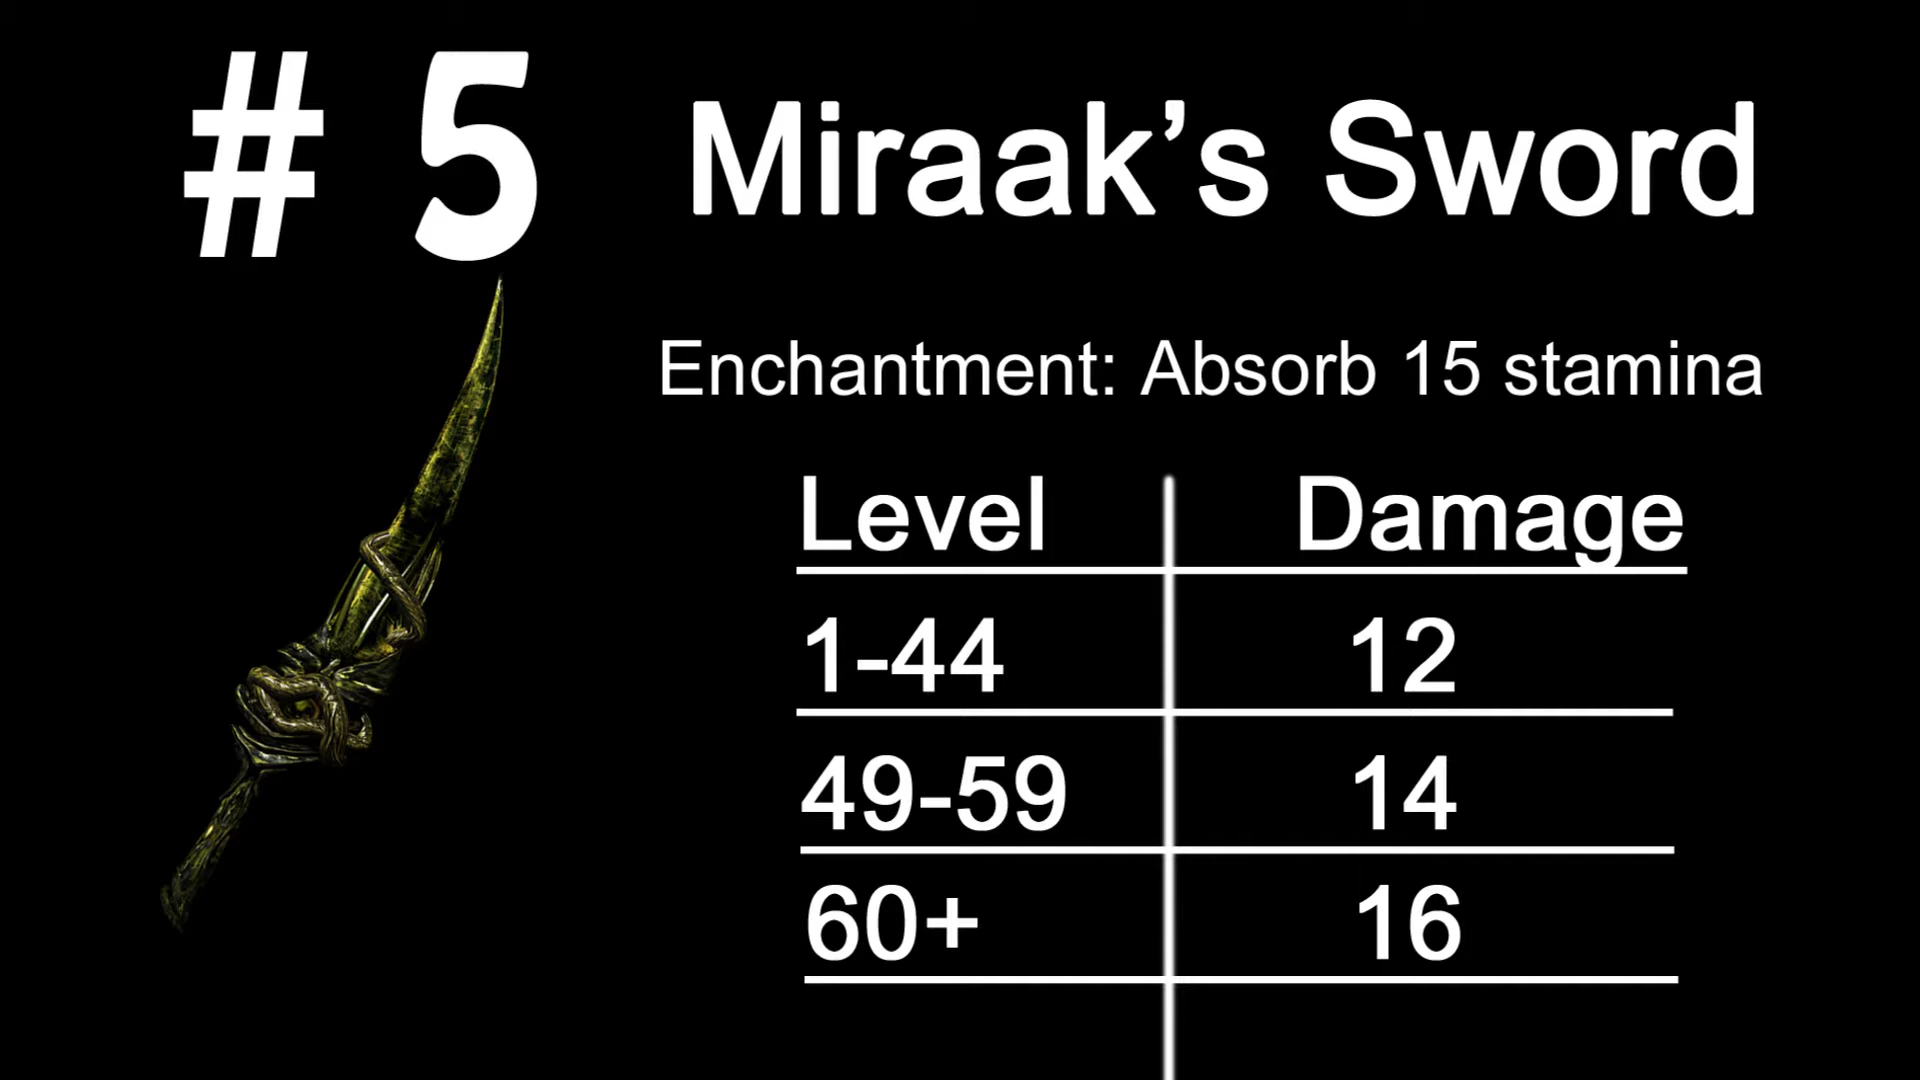 # 5
Miraak’s Sword
Enchantment: Absorb 15 stamina
Level Damage
1-44 12
49-59 14
60+ 16